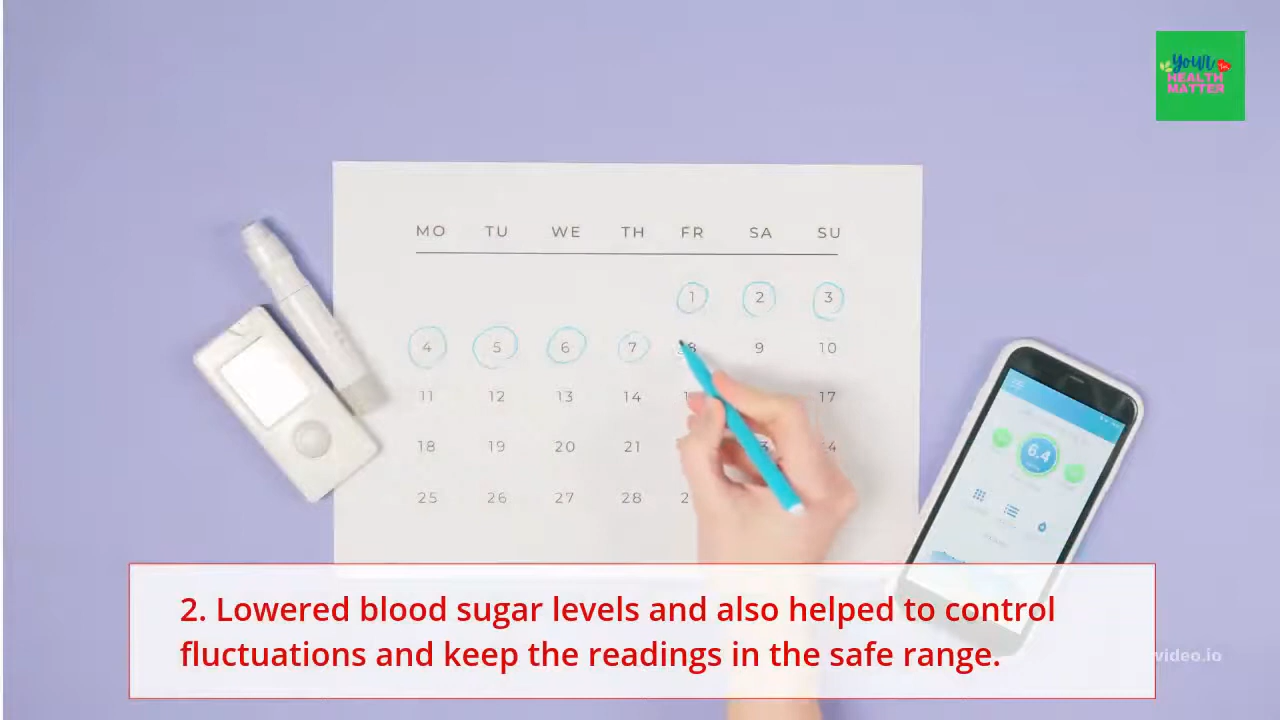 Your
HEALTH
MATTER
MO TU WE TH FR SA SU
1 2 3
4 5 6 7 8 9 10
11 12 13 14 17
18 19 20 21
25 26 27 28
6.4
2. Lowered blood sugar levels and also helped to control
fluctuations and keep the readings in the safe range.
video.io